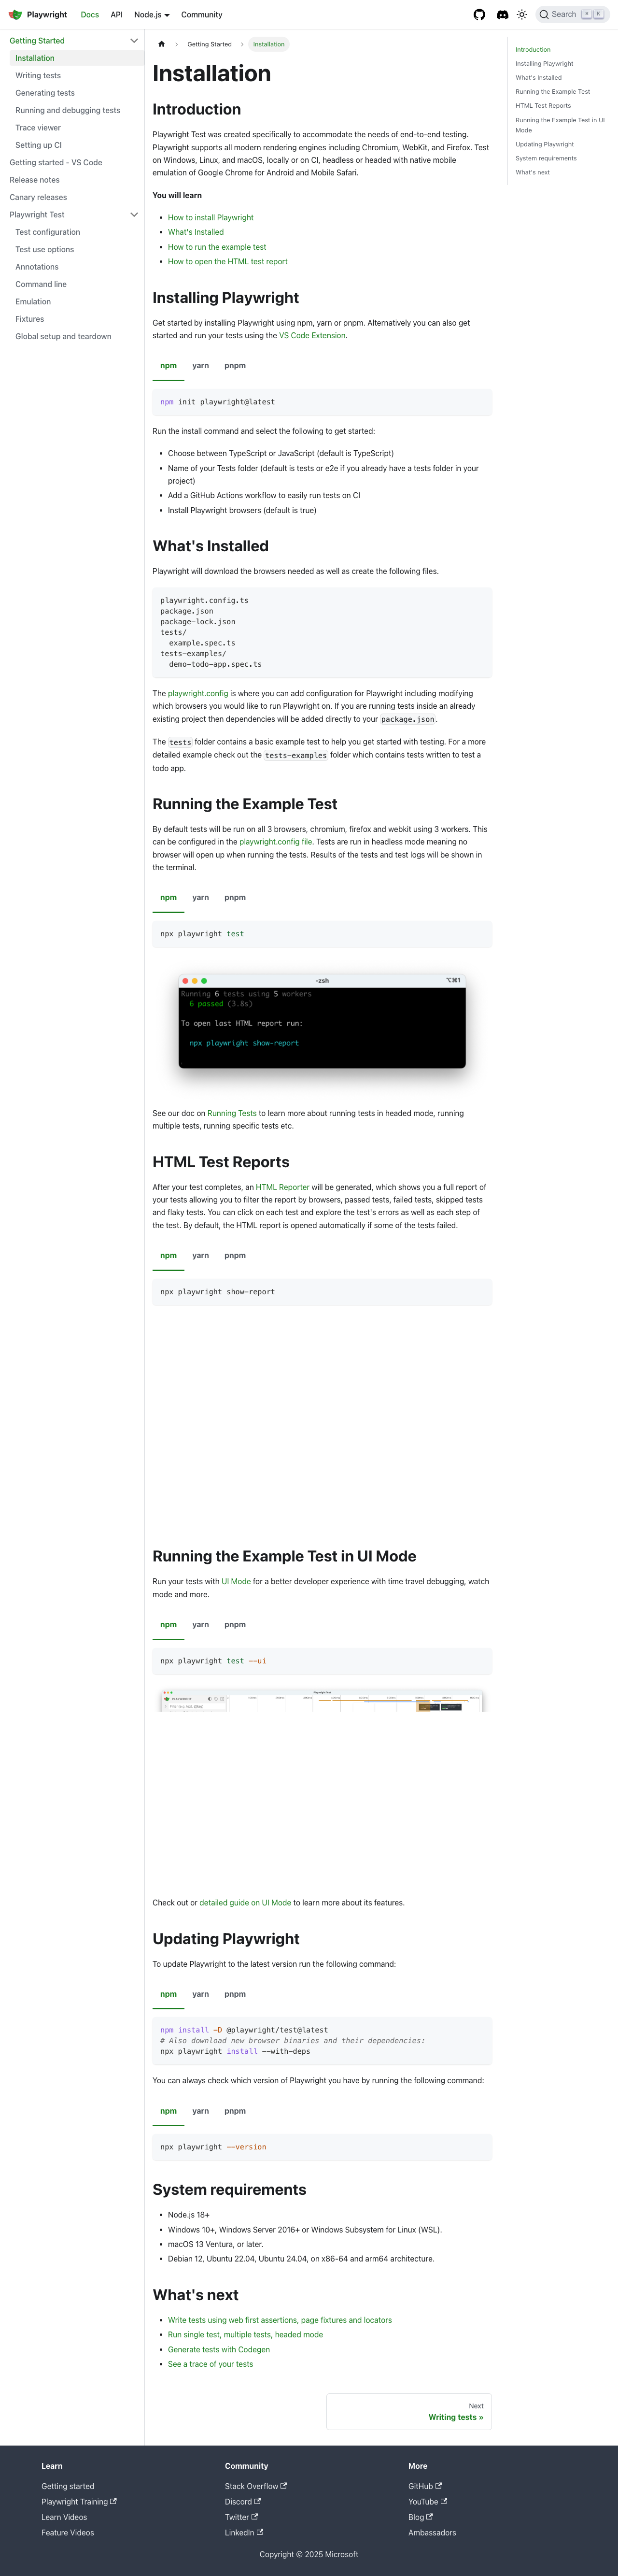 Playwright Docs API Node.js Community Search K
Getting Started
Installation
Writing tests
Generating tests
Running and debugging tests
Trace viewer
Setting up CI
Getting started - VS Code
Release notes
Canary releases
Playwright Test
Test configuration
Test use options
Annotations
Command line
Emulation
Fixtures
Global setup and teardown
Getting Started Installation
Installation
Introduction
Playwright Test was created specifically to accommodate the needs of end-to-end testing.
Playwright supports all modern rendering engines including Chromium, WebKit, and Firefox. Test
on Windows, Linux, and macOS, locally or on CI, headless or headed with native mobile
emulation of Google Chrome for Android and Mobile Safari.
You will learn
How to install Playwright
What's Installed
How to run the example test
How to open the HTML test report
Installing Playwright
Get started by installing Playwright using npm, yarn or pnpm. Alternatively you can also get
started and run your tests using the VS Code Extension.
npm yarn pnpm
npm init playwright@latest
Run the install command and select the following to get started:
Choose between TypeScript or JavaScript (default is TypeScript)
Name of your Tests folder (default is tests or e2e if you already have a tests folder in your
project)
Add a GitHub Actions workflow to easily run tests on CI
Install Playwright browsers (default is true)
What's Installed
Playwright will download the browsers needed as well as create the following files.
playwright.config.ts
package.json
package-lock.json
tests/
example.spec.ts
tests-examples/
demo-todo-app.spec.ts
The playwright.config is where you can add configuration for Playwright including modifying
which browsers you would like to run Playwright on. If you are running tests inside an already
existing project then dependencies will be added directly to your package.json.
The tests folder contains a basic example test to help you get started with testing. For a more
detailed example check out the tests-examples folder which contains tests written to test a
todo app.
Running the Example Test
By default tests will be run on all 3 browsers, chromium, firefox and webkit using 3 workers. This
can be configured in the playwright.config file. Tests are run in headless mode meaning no
browser will open up when running the tests. Results of the tests and test logs will be shown in
the terminal.
npm yarn pnpm
npx playwright test
-zsh ⌥⌘1
Running 6 tests using 5 workers
6 passed (3.8s)
To open last HTML report run:
npx playwright show-report
See our doc on Running Tests to learn more about running tests in headed mode, running
multiple tests, running specific tests etc.
HTML Test Reports
After your test completes, an HTML Reporter will be generated, which shows you a full report of
your tests allowing you to filter the report by browsers, passed tests, failed tests, skipped tests
and flaky tests. You can click on each test and explore the test's errors as well as each step of
the test. By default, the HTML report is opened automatically if some of the tests failed.
npm yarn pnpm
npx playwright show-report
Running the Example Test in UI Mode
Run your tests with UI Mode for a better developer experience with time travel debugging, watch
mode and more.
npm yarn pnpm
npx playwright test --ui
Check out or detailed guide on UI Mode to learn more about its features.
Updating Playwright
To update Playwright to the latest version run the following command:
npm yarn pnpm
npm install -D @playwright/test@latest
# Also download new browser binaries and their dependencies:
npx playwright install --with-deps
You can always check which version of Playwright you have by running the following command:
npm yarn pnpm
npx playwright --version
System requirements
Node.js 18+
Windows 10+, Windows Server 2016+ or Windows Subsystem for Linux (WSL).
macOS 13 Ventura, or later.
Debian 12, Ubuntu 22.04, Ubuntu 24.04, on x86-64 and arm64 architecture.
What's next
Write tests using web first assertions, page fixtures and locators
Run single test, multiple tests, headed mode
Generate tests with Codegen
See a trace of your tests
Next
Writing tests »
Introduction
Installing Playwright
What's Installed
Running the Example Test
HTML Test Reports
Running the Example Test in UI
Mode
Updating Playwright
System requirements
What's next
Learn
Getting started
Playwright Training
Learn Videos
Feature Videos
Community
Stack Overflow
Discord
Twitter
LinkedIn
More
GitHub
YouTube
Blog
Ambassadors
Copyright © 2025 Microsoft